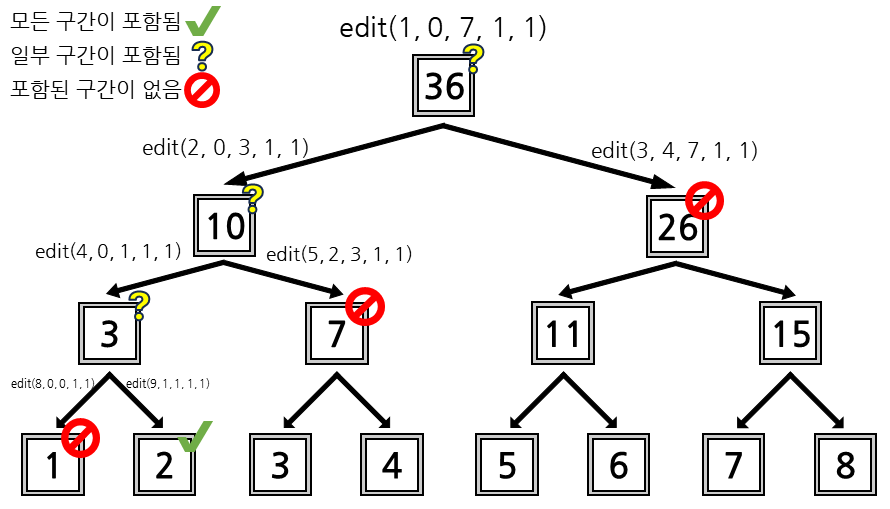 모든 구간이 포함됨
일부 구간이 포함됨 ?
포함된 구간이 없음
edit(1, 0, 7, 1, 1)
?
36
edit(2, 0, 3, 1, 1)
edit(3, 4, 7, 1, 1)
?
10
26
edit(4, 0, 1, 1, 1)
edit(5, 2, 3, 1, 1)
?
3
7
11
15
edit(8, 0, 0, 1, 1)
edit(9, 1, 1, 1, 1)
1
2
3
4
5
6
7
8